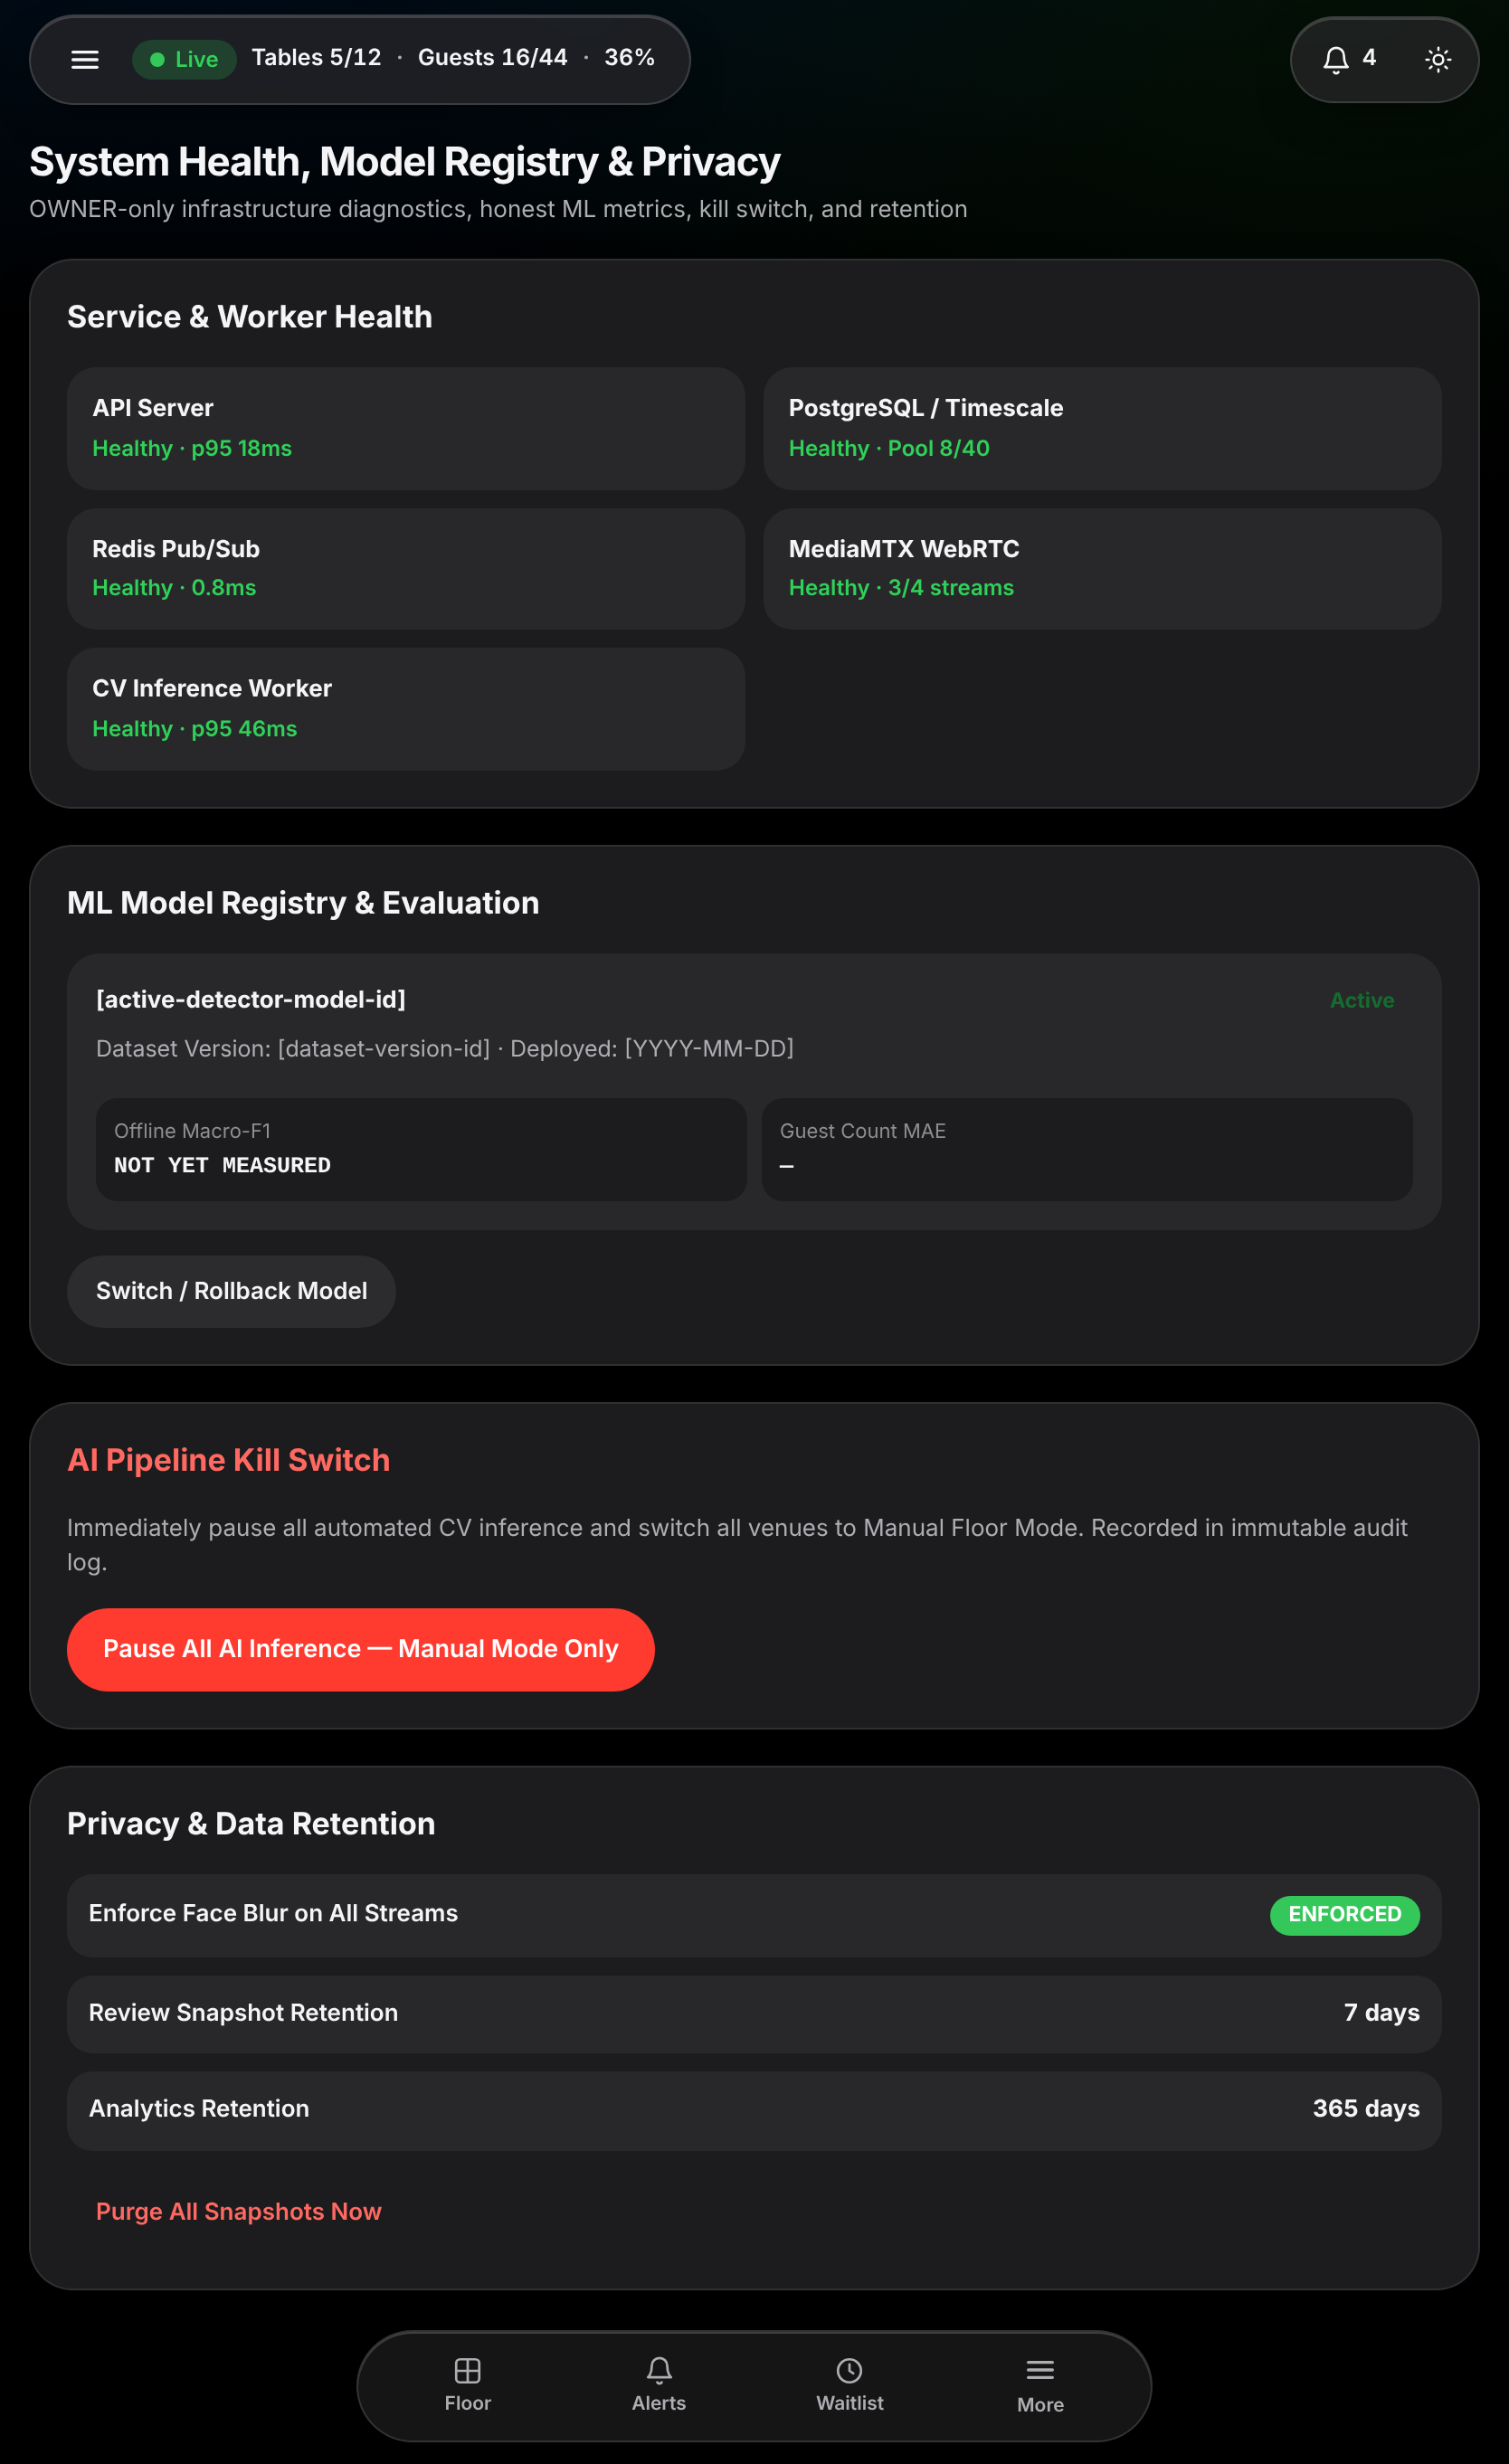 Live Tables 5/12 · Guests 16/44 · 36%
4
System Health, Model Registry & Privacy
OWNER-only infrastructure diagnostics, honest ML metrics, kill switch, and retention
Service & Worker Health
API Server
Healthy · p95 18ms
PostgreSQL / Timescale
Healthy · Pool 8/40
Redis Pub/Sub
Healthy · 0.8ms
MediaMTX WebRTC
Healthy · 3/4 streams
CV Inference Worker
Healthy · p95 46ms
ML Model Registry & Evaluation
[active-detector-model-id]
Active
Dataset Version: [dataset-version-id] · Deployed: [YYYY-MM-DD]
Offline Macro-F1
NOT YET MEASURED
Guest Count MAE
—
Switch / Rollback Model
AI Pipeline Kill Switch
Immediately pause all automated CV inference and switch all venues to Manual Floor Mode. Recorded in immutable audit
log.
Pause All AI Inference — Manual Mode Only
Privacy & Data Retention
Enforce Face Blur on All Streams
ENFORCED
Review Snapshot Retention
7 days
Analytics Retention
365 days
Purge All Snapshots Now
Floor
Alerts
Waitlist
More